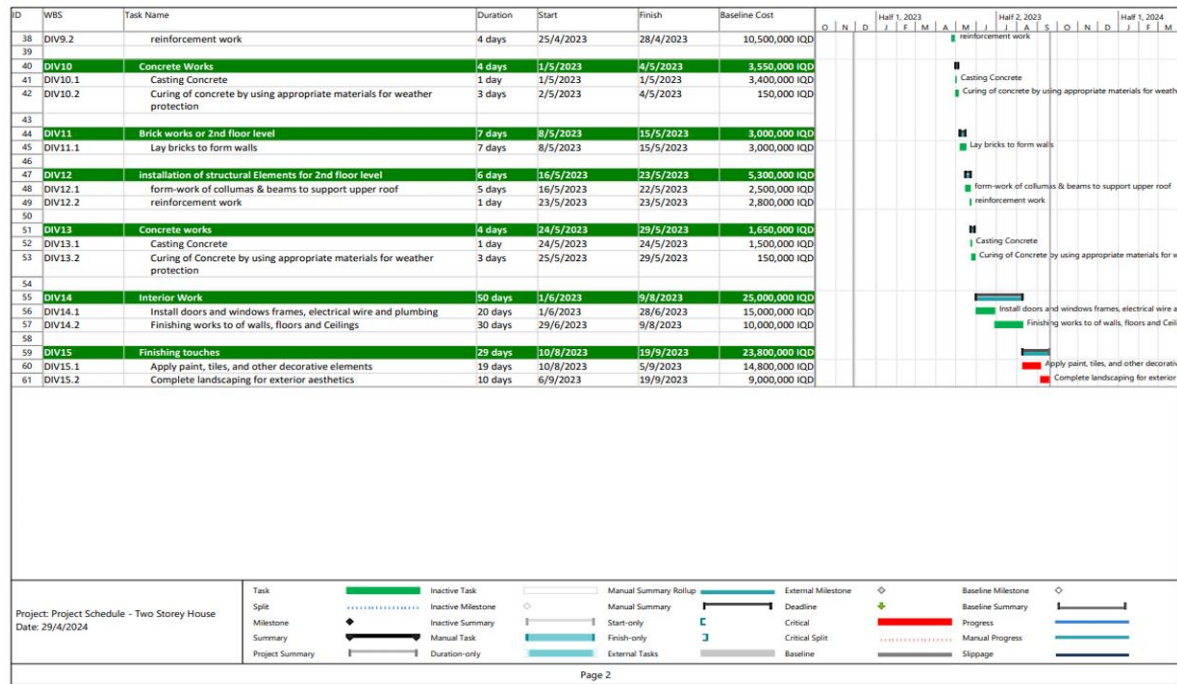 ID WBS Task Name Duration Start Finish Baseline Cost Half 1, 2023 Half 2, 2023 Half 1, 2024
O N D J F M A M J J A S O N D J F M
38 DIV9.2 reinforcement work 4 days 25/4/2023 28/4/2023 10,500,000 IQD reinforcement work
39
40 DIV10 Concrete Works 4 days 1/5/2023 4/5/2023 3,550,000 IQD
41 DIV10.1 Casting Concrete 1 day 1/5/2023 1/5/2023 3,400,000 IQD Casting Concrete
42 DIV10.2 Curing of concrete by using appropriate materials for weather 3 days 2/5/2023 4/5/2023 150,000 IQD Curing of concrete by using appropriate materials for weath
protection
43
44 DIV11 Brick works or 2nd floor level 7 days 8/5/2023 15/5/2023 3,000,000 IQD
45 DIV11.1 Lay bricks to form walls 7 days 8/5/2023 15/5/2023 3,000,000 IQD Lay bricks to form walls
46
47 DIV12 installation of structural Elements for 2nd floor level 6 days 16/5/2023 23/5/2023 5,300,000 IQD
48 DIV12.1 form-work of collumas & beams to support upper roof 5 days 16/5/2023 22/5/2023 2,500,000 IQD form-work of collumas & beams to support upper roof
49 DIV12.2 reinforcement work 1 day 23/5/2023 23/5/2023 2,800,000 IQD reinforcement work
50
51 DIV13 Concrete works 4 days 24/5/2023 29/5/2023 1,650,000 IQD
52 DIV13.1 Casting Concrete 1 day 24/5/2023 24/5/2023 1,500,000 IQD Casting Concrete
53 DIV13.2 Curing of Concrete by using appropriate materials for weather 3 days 25/5/2023 29/5/2023 150,000 IQD Curing of Concrete by using appropriate materials for w
protection
54
55 DIV14 Interior Work 50 days 1/6/2023 9/8/2023 25,000,000 IQD
56 DIV14.1 Install doors and windows frames, electrical wire and plumbing 20 days 1/6/2023 28/6/2023 15,000,000 IQD Install doors and windows frames, electrical wire a
57 DIV14.2 Finishing works to of walls, floors and Ceilings 30 days 29/6/2023 9/8/2023 10,000,000 IQD Finishing works to of walls, floors and Ceil
58
59 DIV15 Finishing touches 29 days 10/8/2023 19/9/2023 23,800,000 IQD
60 DIV15.1 Apply paint, tiles, and other decorative elements 19 days 10/8/2023 5/9/2023 14,800,000 IQD Apply paint, tiles, and other decorativ
61 DIV15.2 Complete landscaping for exterior aesthetics 10 days 6/9/2023 19/9/2023 9,000,000 IQD Complete landscaping for exterior
Project: Project Schedule - Two Storey House
Date: 29/4/2024
Task Inactive Task Manual Summary Rollup External Milestone Baseline Milestone
Split Inactive Milestone Manual Summary Deadline Baseline Summary
Milestone Inactive Summary Start-only Critical Progress
Summary Manual Task Finish-only Critical Split Manual Progress
Project Summary Duration-only External Tasks Baseline Slippage
Page 2